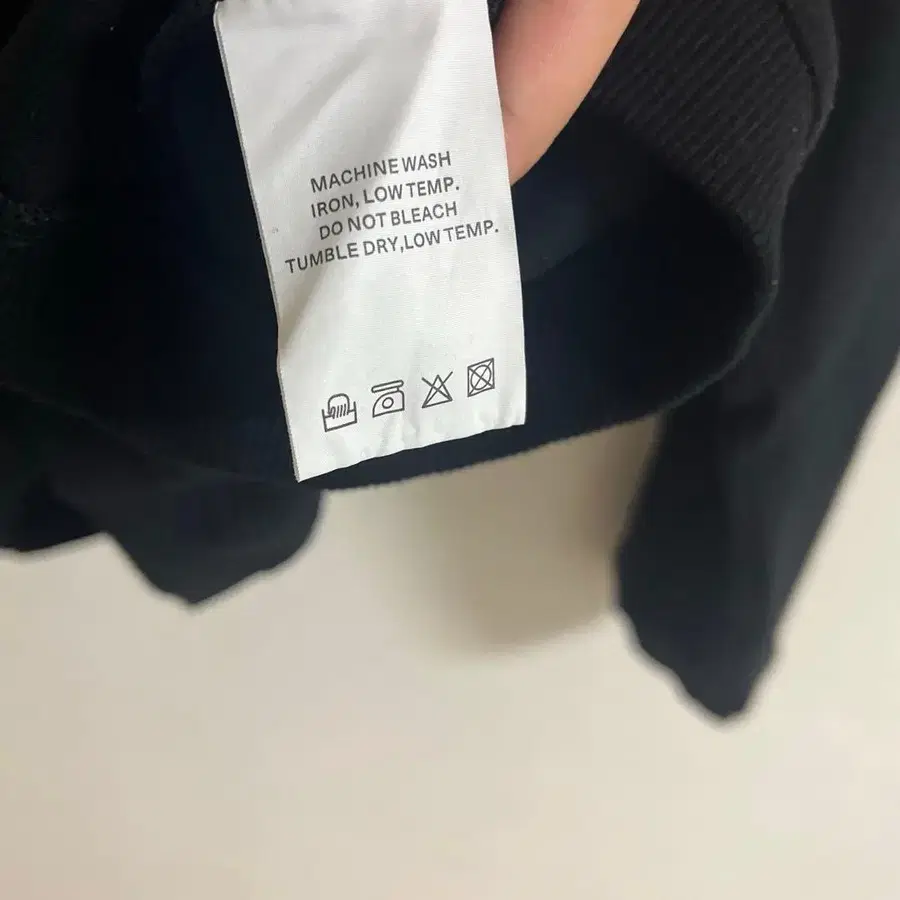 MACHINE WASH
IRON, LOW TEMP.
DO NOT BLEACH
TUMBLE DRY,LOW TEMP.